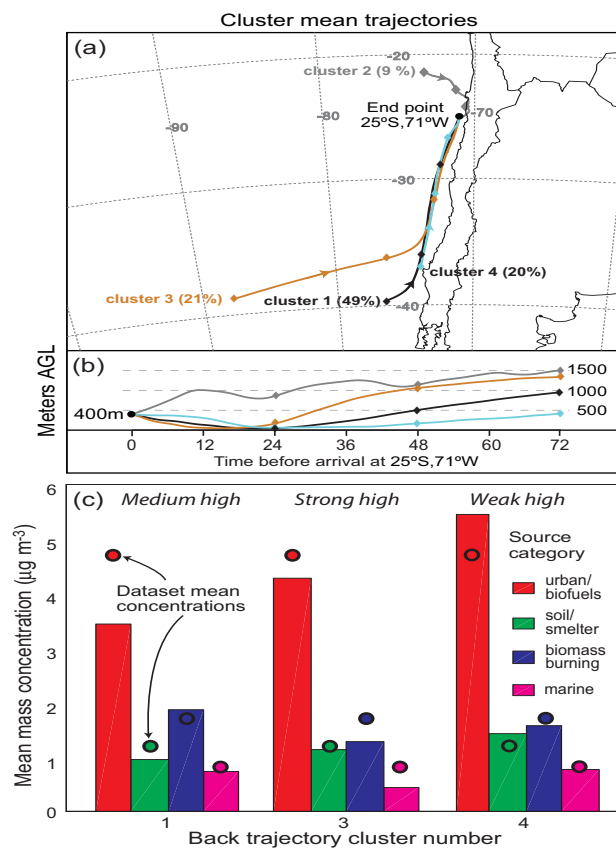 Cluster mean trajectories
(a)
-20
cluster 2 (9 %)
-90
-80
End point
-70
25ºS,71ºW
-30
cluster 4 (20%)
cluster 3 (21%)
cluster 1 (49%)
-40
Meters AGL
(b)
1500
1000
400m
500
0 12 24 36 48 60 72
Time before arrival at 25ºS,71ºW
Mean mass concentration (µg m-3)
6
5
4
3
2
1
0
(c)
Medium high
Strong high
Weak high
Dataset mean
concentrations
Source
category
urban/
biofuels
soil/
smelter
biomass
burning
marine
1 3 4
Back trajectory cluster number